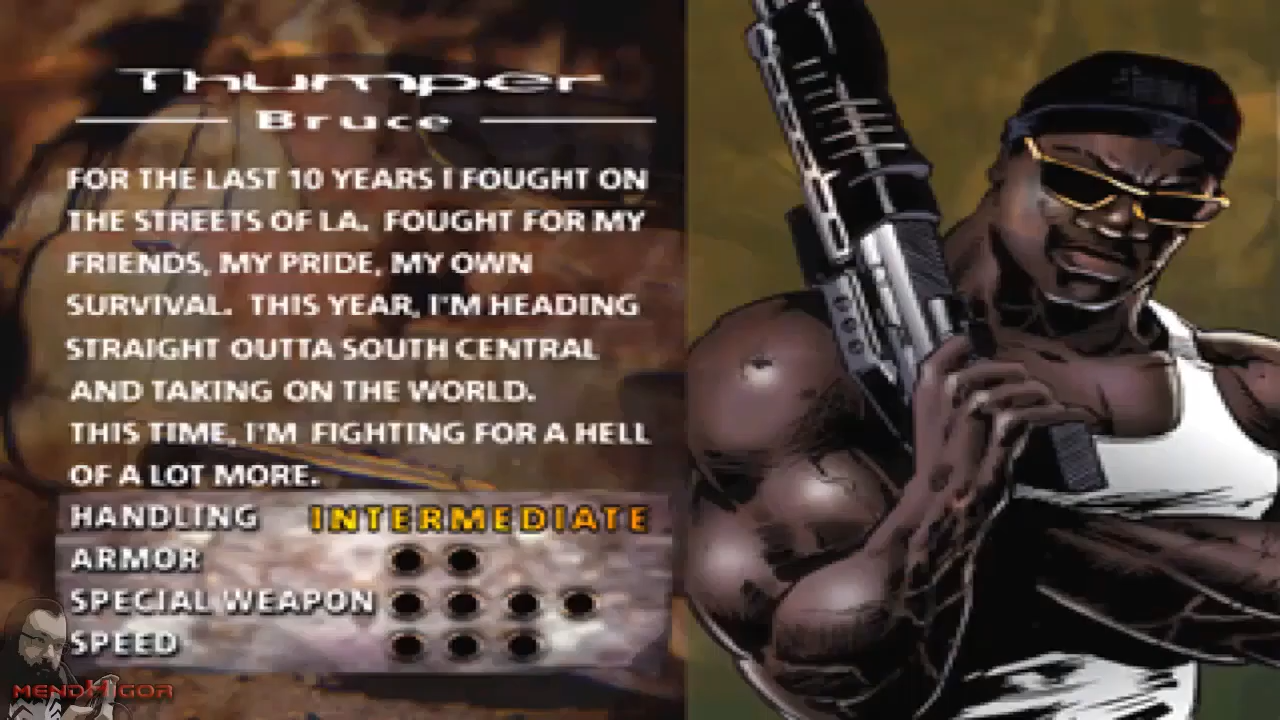 Thumper
Bruce
FOR THE LAST 10 YEARS I FOUGHT ON
THE STREETS OF LA. FOUGHT FOR MY
FRIENDS, MY PRIDE, MY OWN
SURVIVAL. THIS YEAR, I'M HEADING
STRAIGHT OUTTA SOUTH CENTRAL
AND TAKING ON THE WORLD.
THIS TIME, I'M FIGHTING FOR A HELL
OF A LOT MORE.
HANDLING INTERMEDIATE
ARMOR
SPECIAL WEAPON
SPEED